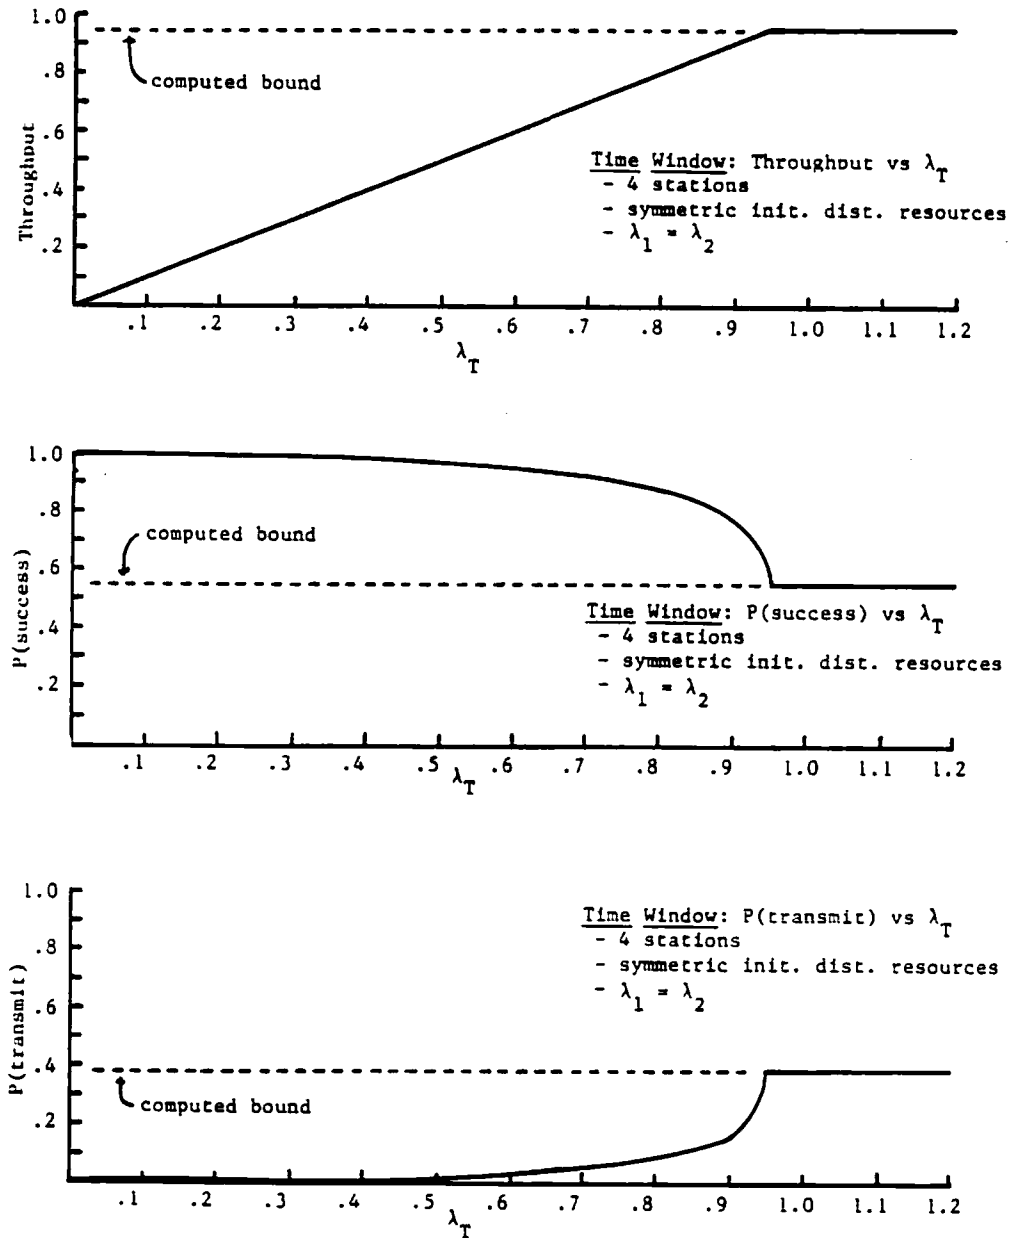 1.0
.8
.6
.4
.2
Throughput
computed bound
Time Window: Throughput vs λT
- 4 stations
- symmetric init. dist. resources
- λ1 = λ2
.1 .2 .3 .4 .5 .6 .7 .8 .9 1.0 1.1 1.2
λT
1.0
.8
.6
.4
.2
P(success)
computed bound
Time Window: P(success) vs λT
- 4 stations
- symmetric init. dist. resources
- λ1 = λ2
.1 .2 .3 .4 .5 .6 .7 .8 .9 1.0 1.1 1.2
λT
1.0
.8
.6
.4
.2
P(transmit)
computed bound
Time Window: P(transmit) vs λT
- 4 stations
- symmetric init. dist. resources
- λ1 = λ2
.1 .2 .3 .4 .5 .6 .7 .8 .9 1.0 1.1 1.2
λT